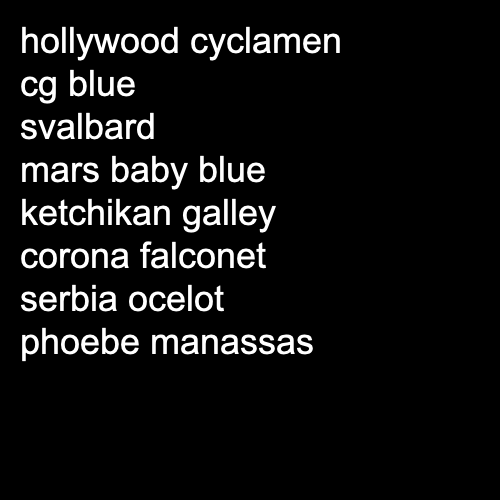 hollywood cyclamen
cg blue
svalbard
mars baby blue
ketchikan galley
corona falconet
serbia ocelot
phoebe manassas